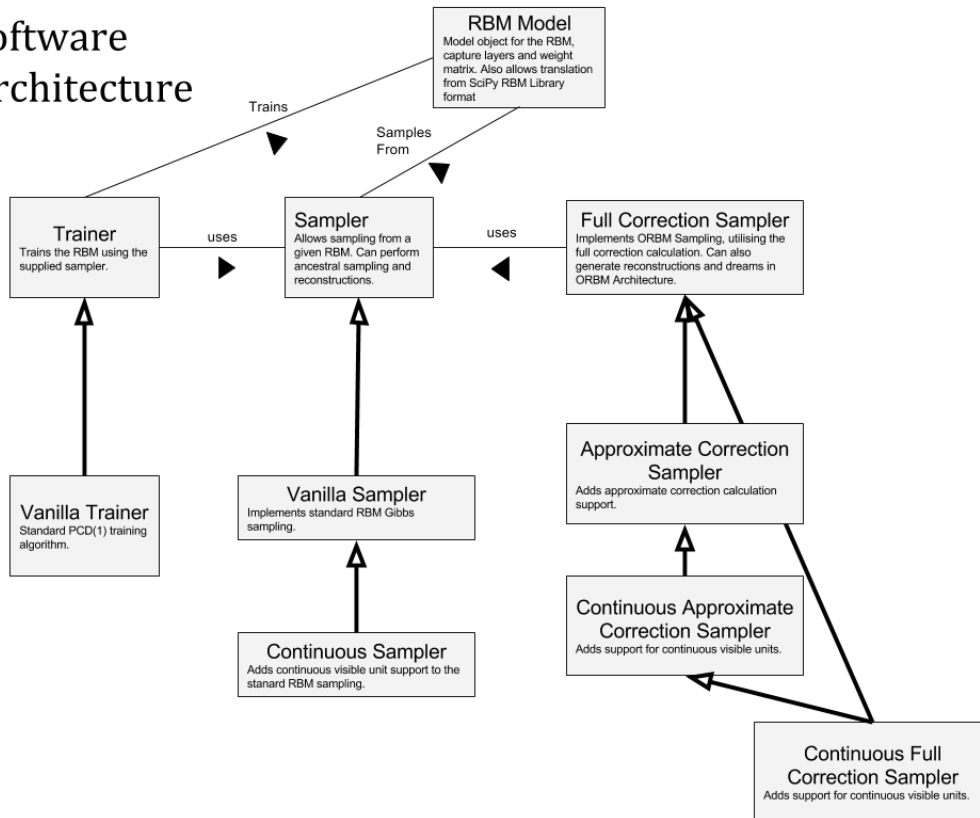 oftware
rchitecture
RBM Model
Model object for the RBM,
capture layers and weight
matrix. Also allows translation
from SciPy RBM Library
format
Trains
Samples
From
Trainer
Trains the RBM using the
supplied sampler.
uses
Sampler
Allows sampling from a
given RBM. Can perform
ancestral sampling and
reconstructions.
uses
Full Correction Sampler
Implements ORBM Sampling, utilising the
full correction calculation. Can also
generate reconstructions and dreams in
ORBM Architecture.
Vanilla Trainer
Standard PCD(1) training
algorithm.
Vanilla Sampler
Implements standard RBM Gibbs
sampling.
Approximate Correction
Sampler
Adds approximate correction calculation
support.
Continuous Sampler
Adds continuous visible unit support to the
stanard RBM sampling.
Continuous Approximate
Correction Sampler
Adds support for continuous visible units.
Continuous Full
Correction Sampler
Adds support for continuous visible units.